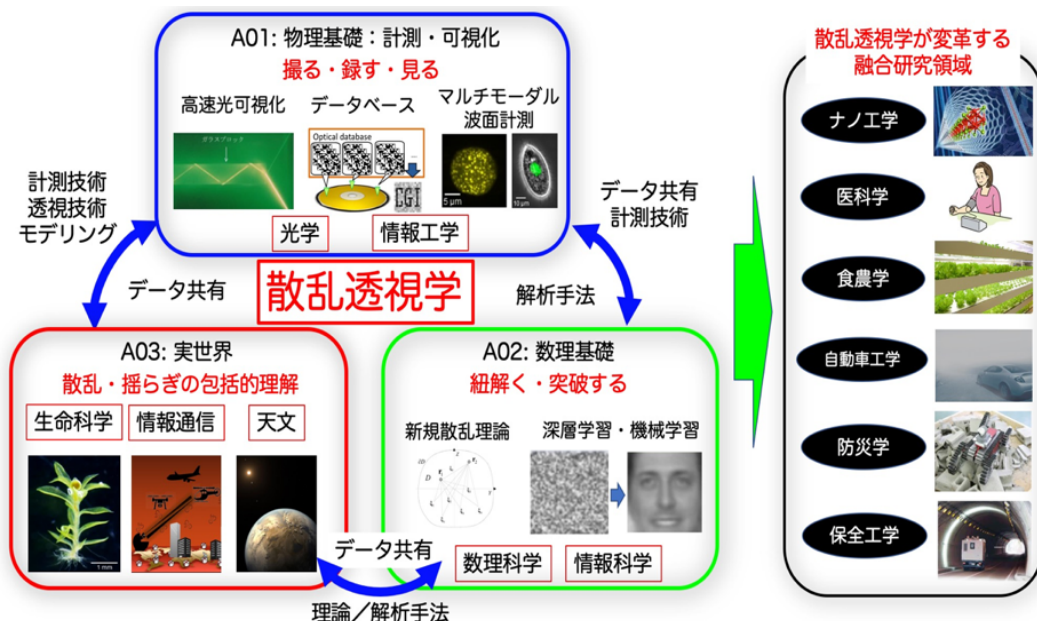 A01: 物理基礎：計測・可視化
撮る・録す・見る
高速光可視化
データベース
マルチモーダル
波面計測
ガラスブロック
Optical database
CGI
5 μm
10 μm
光学
情報工学
計測技術
透視技術
モデリング
データ共有
データ共有
計測技術
解析手法
散乱透視学
A03: 実世界
散乱・揺らぎの包括的理解
生命科学
情報通信
天文
1 mm
A02: 数理基礎
紐解く・突破する
新規散乱理論
深層学習・機械学習
D
数理科学
情報科学
データ共有
理論／解析手法
散乱透視学が変革する
融合研究領域
ナノ工学
医科学
食農学
自動車工学
防災学
保全工学